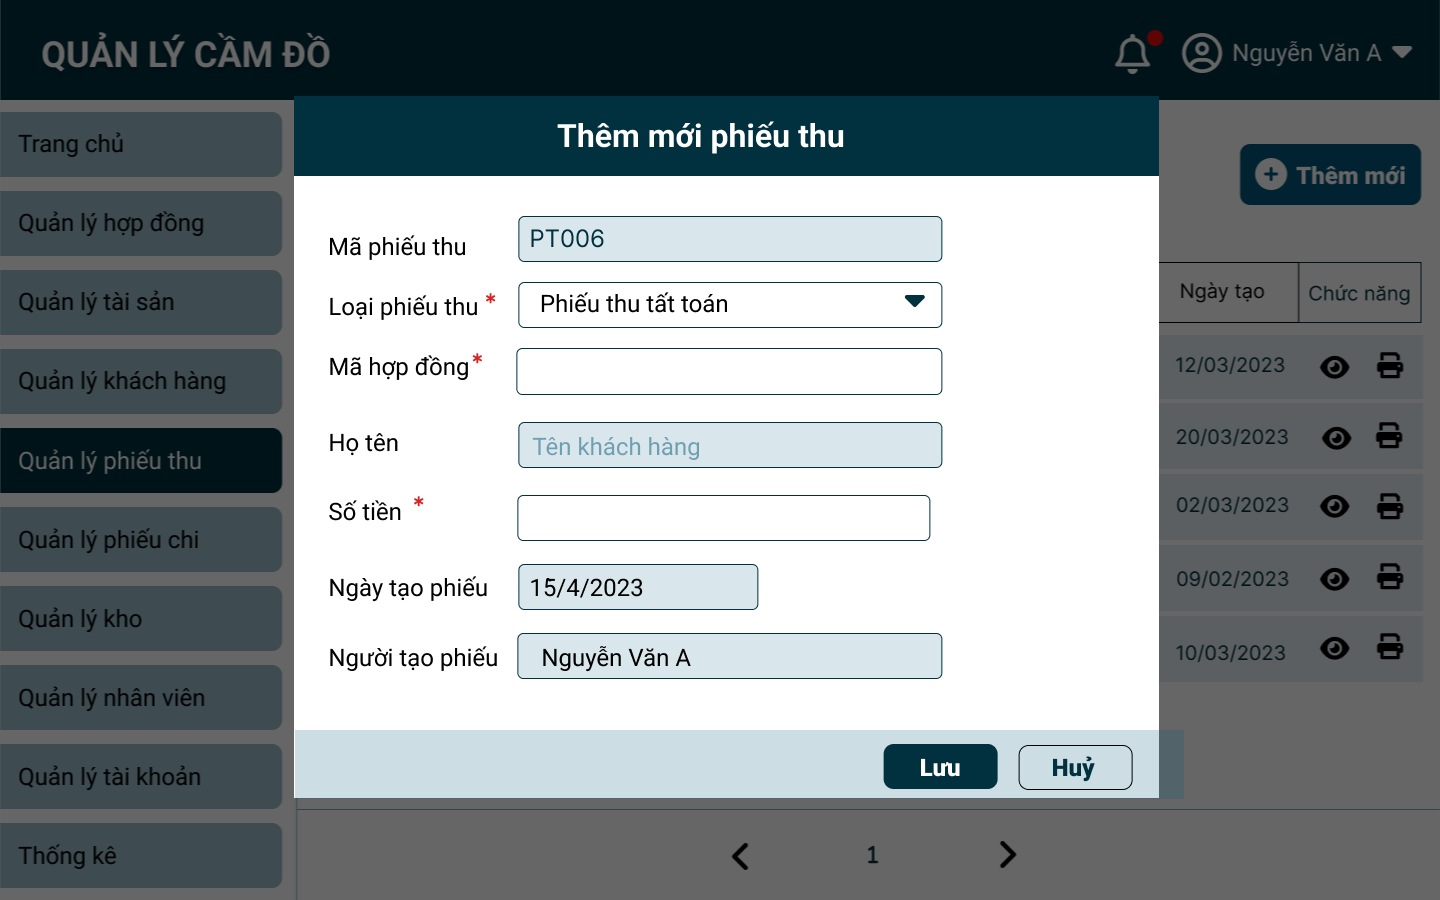 QUẢN LÝ CẦM ĐỒ
Nguyễn Văn A
Trang chủ
Quản lý hợp đồng
Quản lý tài sản
Quản lý khách hàng
Quản lý phiếu thu
Quản lý phiếu chi
Quản lý kho
Quản lý nhân viên
Quản lý tài khoản
Thống kê
Thêm mới phiếu thu
Mã phiếu thu PT006
Loại phiếu thu * Phiếu thu tất toán
Mã hợp đồng *
Họ tên Tên khách hàng
Số tiền *
Ngày tạo phiếu 15/4/2023
Người tạo phiếu Nguyễn Văn A
Lưu Huỷ
Thêm mới
Ngày tạo Chức năng
12/03/2023
20/03/2023
02/03/2023
09/02/2023
10/03/2023
1